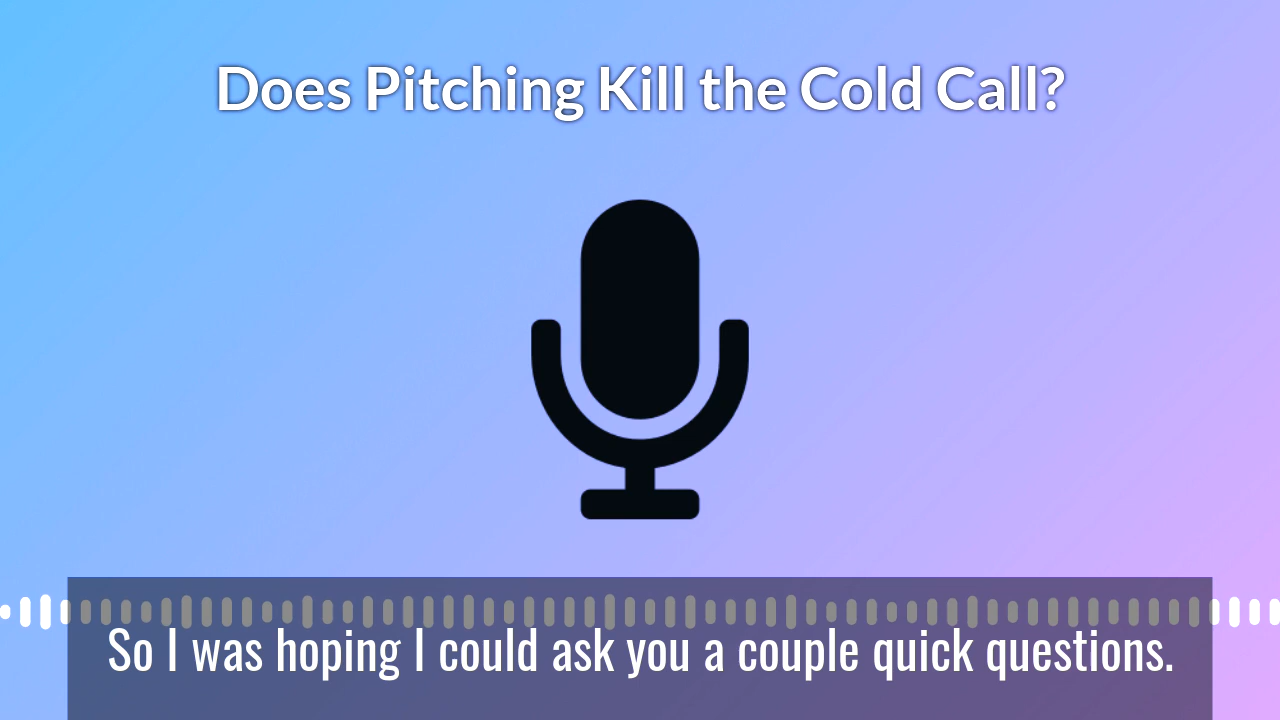 Does Pitching Kill the Cold Call?
So I was hoping I could ask you a couple quick questions.